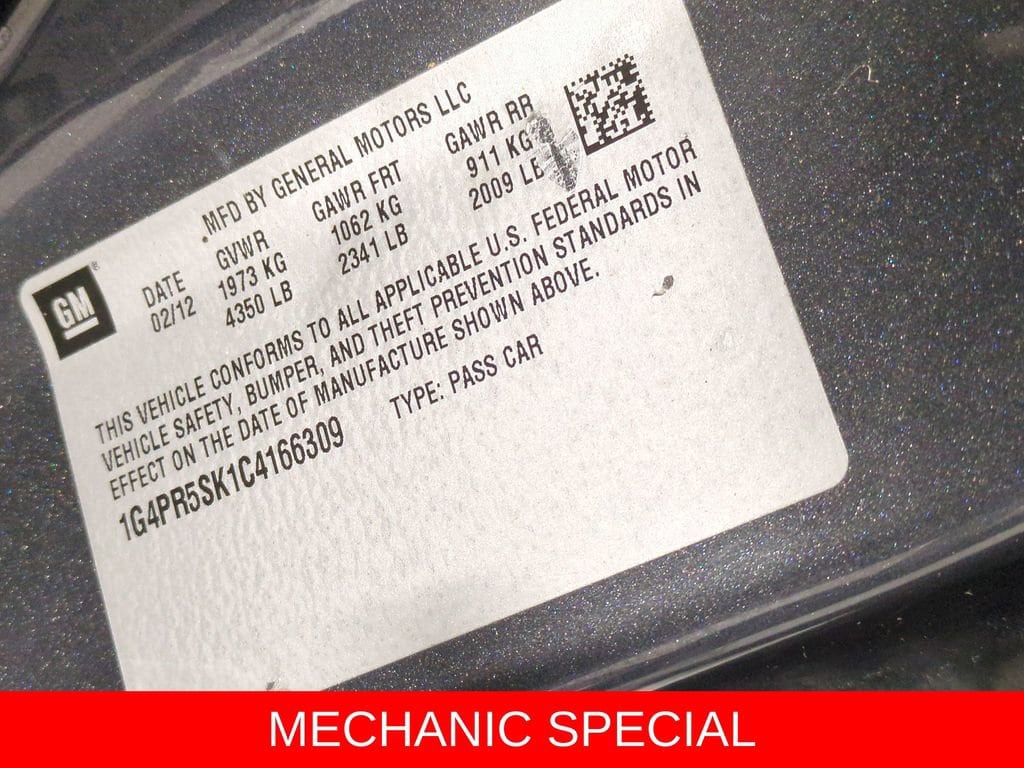 MFD BY GENERAL MOTORS LLC
DATE GVWR GAWR FRT GAWR RR
02/12 1973 KG 1062 KG 911 KG
4350 LB 2341 LB 2009 LB
GM
THIS VEHICLE CONFORMS TO ALL APPLICABLE U.S. FEDERAL MOTOR
VEHICLE SAFETY, BUMPER, AND THEFT PREVENTION STANDARDS IN
EFFECT ON THE DATE OF MANUFACTURE SHOWN ABOVE.
1G4PR5SK1C4166309 TYPE: PASS CAR
MECHANIC SPECIAL